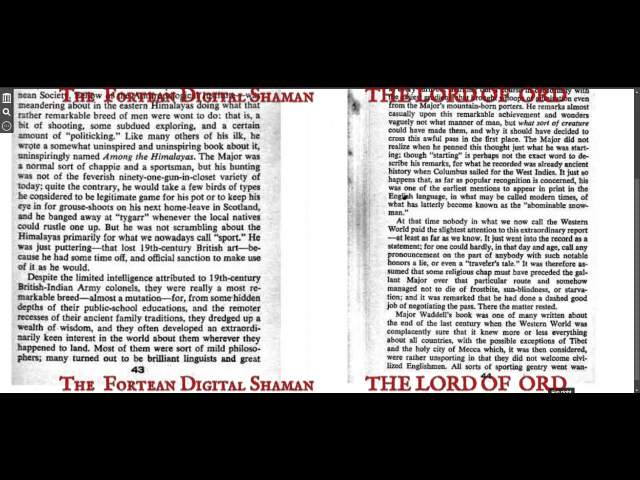 THE FORTEAN DIGITAL SHAMAN
meandering about in the eastern Himalayas doing what that
rather remarkable breed of men were wont to do: that is, a
bit of shooting, some subdued exploring, and a certain
amount of "politicking." Like many others of his ilk, he
wrote a somewhat uninspired and uninspiring book about it,
uninspiringly named Among the Himalayas. The Major was
a normal sort of chappie and a sportsman, but his hunting
was not of the feverish ninety-one-gun-in-closet variety of
today; quite the contrary, he would take a few birds of types
he considered to be legitimate game for his pot or to keep his
eye in for grouse-shoots on his next home-leave in Scotland,
and he banged away at "tygarr" whenever the local natives
could rustle one up. But he was not scrambling about the
Himalayas primarily for what we nowadays call "sport." He
was just puttering—that lost 19th-century British art—be-
cause he had some time off, and official sanction to make use
of it as he would.
Despite the limited intelligence attributed to 19th-century
British-Indian Army colonels, they were really a most re-
markable breed—almost a mutation—for, from some hidden
depths of their public-school educations, and the remoter
recesses of their ancient family traditions, they dredged up a
wealth of wisdom, and they often developed an extraordi-
narily keen interest in the world about them wherever they
happened to land. Most of them were sort of mild philoso-
phers; many turned out to be brilliant linguists and great
43
THE FORTEAN DIGITAL SHAMAN
THE LORD OF ORD
from the Major's mountain-born porters. He remarks almost
casually upon this remarkable achievement and wonders
vaguely not what manner of man, but what sort of creature
could have made them, and why it should have decided to
cross this awful pass in the first place. The Major did not
realize when he penned this thought just what he was start-
ing; though "starting" is perhaps not the exact word to de-
scribe his remarks, for what he recorded was already ancient
history when Columbus sailed for the West Indies. It just so
happens that, as far as popular recognition is concerned, his
was one of the earliest mentions to appear in print in the
English language, in what may be called modern times, of
what has latterly become known as the "abominable snow-
man."
At that time nobody in what we now call the Western
World paid the slightest attention to this extraordinary report
—at least as far as we know. It just went into the record as a
statement; for one could hardly, in that day and age, call any
pronouncement on the part of anybody with such notable
honors a lie, or even a "traveler's tale." It was therefore as-
sumed that some religious chap must have preceded the gal-
lant Major over that particular route and somehow
managed not to die of frostbite, sun-blindness, or starva-
tion; and it was remarked that he had done a dashed good
job of negotiating the pass. There the matter rested.
Major Waddell's book was one of many written about
the end of the last century when the Western World was
complacently sure that it knew more or less everything
about all countries, with the possible exceptions of Tibet
and the holy city of Mecca which, it was then considered,
were rather unsporting in that they did not welcome civi-
lized Englishmen. All sorts of sporting gentry went wan-
THE LORD OF ORD